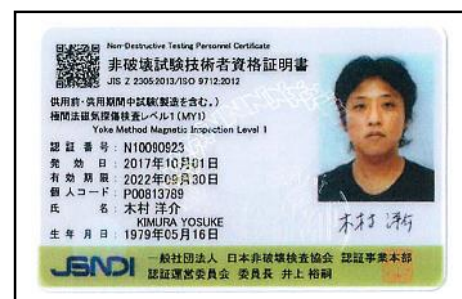 Non-Destructive Testing Personnel Certificate
非破壊試験技術者資格証明書
JIS Z 2305:2013/ISO 9712:2012
供用前・供用期間中試験(製造を含む。)
極間法磁気探傷検査レベル1(MY1)
Yoke Method Magnetic Inspection Level 1
認証番号: N10090923
発効日: 2017年10月01日
有効期限: 2022年09月30日
個人コード: P00813789
氏名: 木村 洋介
KIMURA YOSUKE
生年月日: 1979年05月16日
木村 洋介
JSNDI
一般社団法人 日本非破壊検査協会 認証事業本部
認証運営委員会 委員長 井上 裕嗣